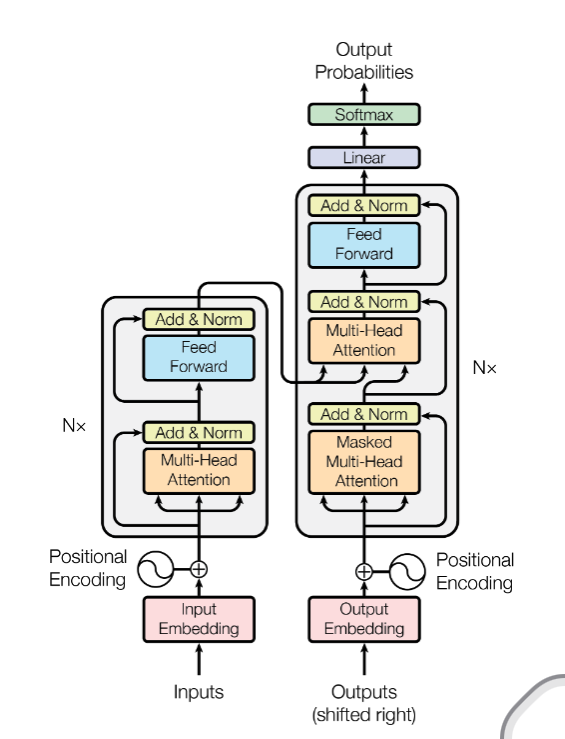 Output
Probabilities
Softmax
Linear
Add & Norm
Feed
Forward
Add & Norm
Multi-Head
Attention
Add & Norm
Masked
Multi-Head
Attention
Nx
Add & Norm
Feed
Forward
Add & Norm
Multi-Head
Attention
N×
Positional
Encoding
Positional
Encoding
Input
Embedding
Output
Embedding
Inputs
Outputs
(shifted right)